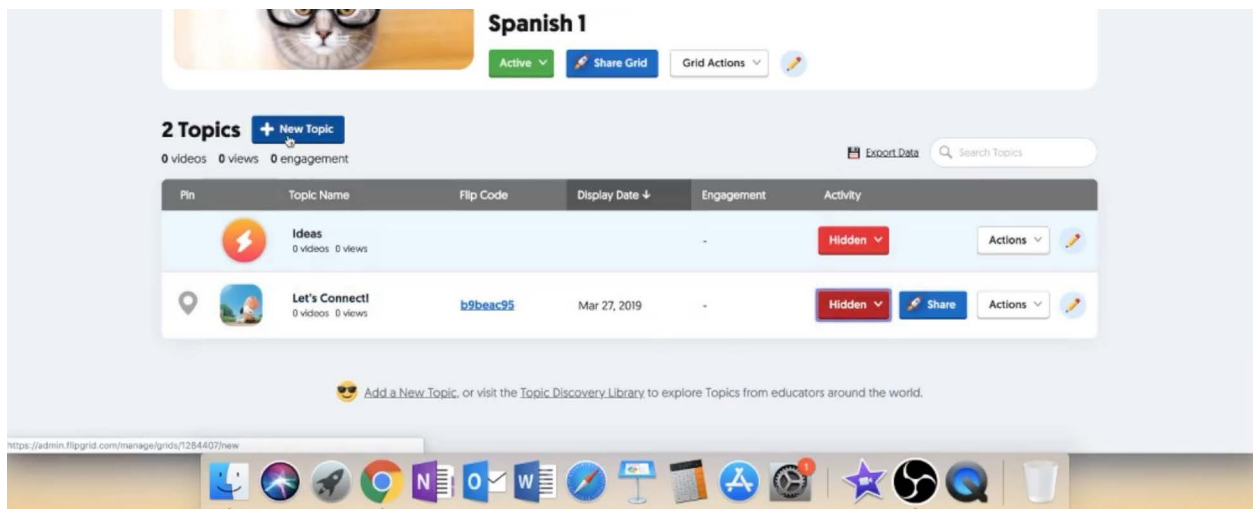 Spanish 1
Active Share Grid Grid Actions
2 Topics + New Topic
0 videos 0 views 0 engagement
Export Data Search Topics
Pin Topic Name Flip Code Display Date ↓ Engagement Activity
Ideas
0 videos 0 views
- Hidden Actions
Let's Connect!
0 videos 0 views
b9beac95 Mar 27, 2019 - Hidden Share Actions
Add a New Topic, or visit the Topic Discovery Library to explore Topics from educators around the world.
https://admin.flipgrid.com/manage/grids/1284407/new
N O W 1